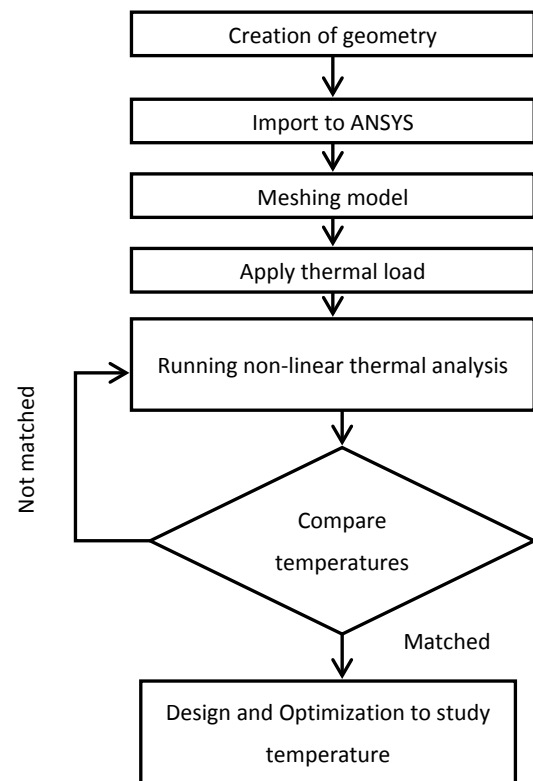 Creation of geometry
Import to ANSYS
Meshing model
Apply thermal load
Running non-linear thermal analysis
Not matched
Compare
temperatures
Matched
Design and Optimization to study
temperature